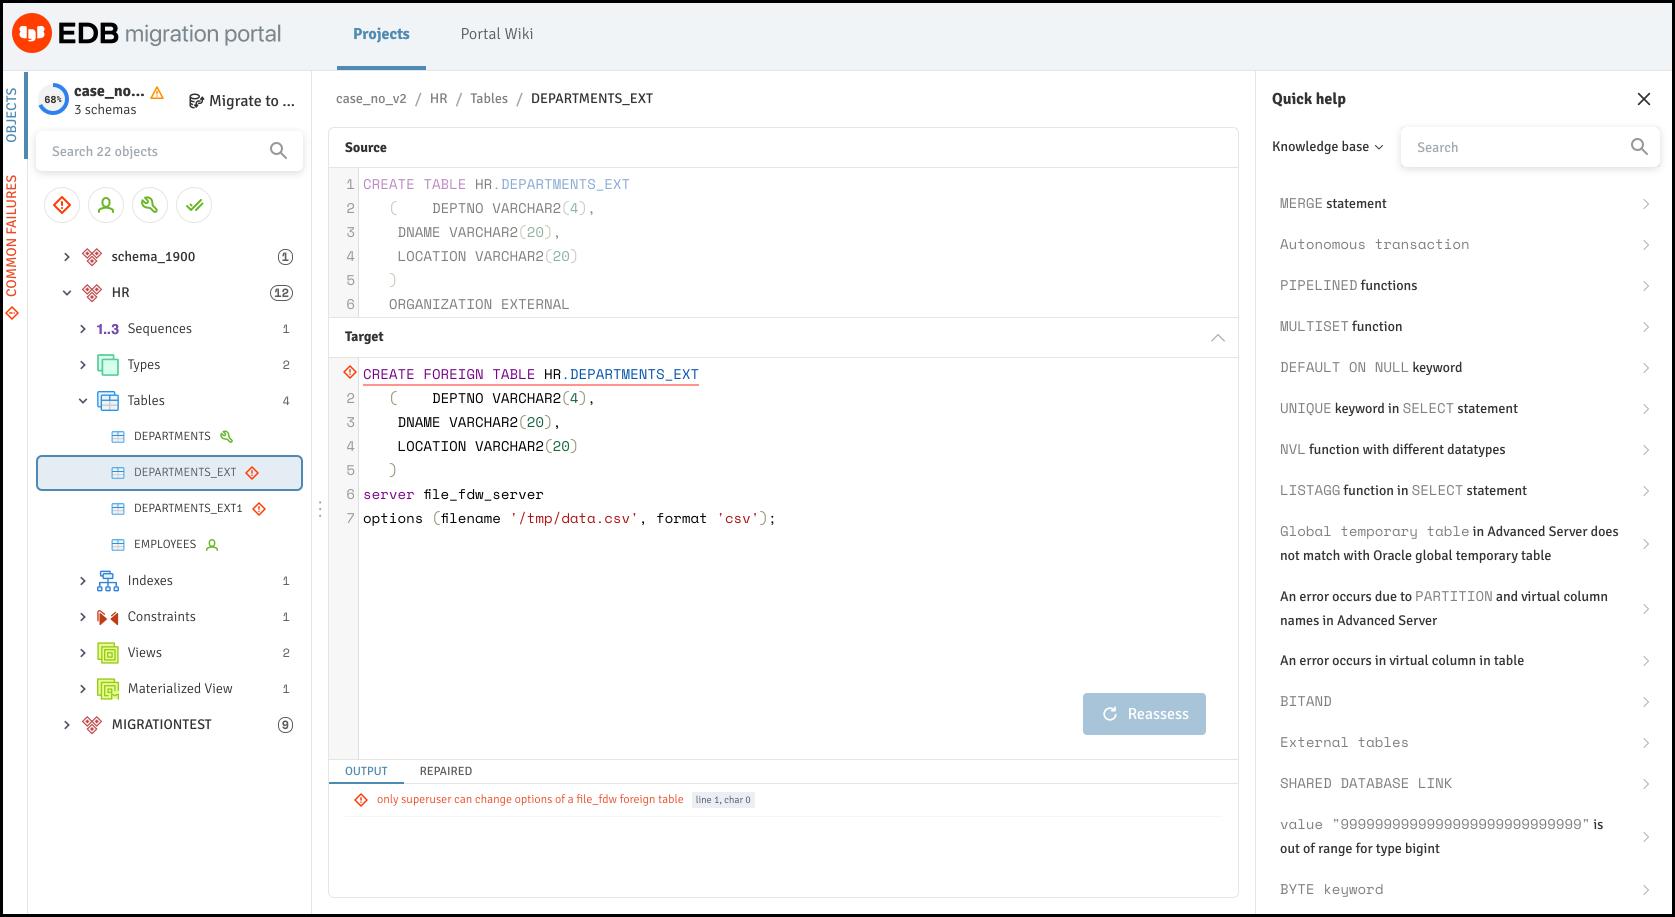 EDB migration portal
Projects
Portal Wiki
OBJECTS
COMMON FAILURES
68%
case_no...
3 schemas
Migrate to ...
Search 22 objects
schema_1900 1
HR 12
1..3 Sequences 1
Types 2
Tables 4
DEPARTMENTS
DEPARTMENTS_EXT
DEPARTMENTS_EXT1
EMPLOYEES
Indexes 1
Constraints 1
Views 2
Materialized View 1
MIGRATIONTEST 9
case_no_v2 / HR / Tables / DEPARTMENTS_EXT
Source
1 CREATE TABLE HR.DEPARTMENTS_EXT
2 ( DEPTNO VARCHAR2(4),
3 DNAME VARCHAR2(20),
4 LOCATION VARCHAR2(20)
5 )
6 ORGANIZATION EXTERNAL
Target
CREATE FOREIGN TABLE HR.DEPARTMENTS_EXT
2 ( DEPTNO VARCHAR2(4),
3 DNAME VARCHAR2(20),
4 LOCATION VARCHAR2(20)
5 )
6 server file_fdw_server
7 options (filename '/tmp/data.csv', format 'csv');
Reassess
OUTPUT REPAIRED
only superuser can change options of a file_fdw foreign table line 1, char 0
Quick help
Knowledge base
Search
MERGE statement
Autonomous transaction
PIPELINED functions
MULTISET function
DEFAULT ON NULL keyword
UNIQUE keyword in SELECT statement
NVL function with different datatypes
LISTAGG function in SELECT statement
Global temporary table in Advanced Server does
not match with Oracle global temporary table
An error occurs due to PARTITION and virtual column
names in Advanced Server
An error occurs in virtual column in table
BITAND
External tables
SHARED DATABASE LINK
value "9999999999999999999999999999" is
out of range for type bigint
BYTE keyword